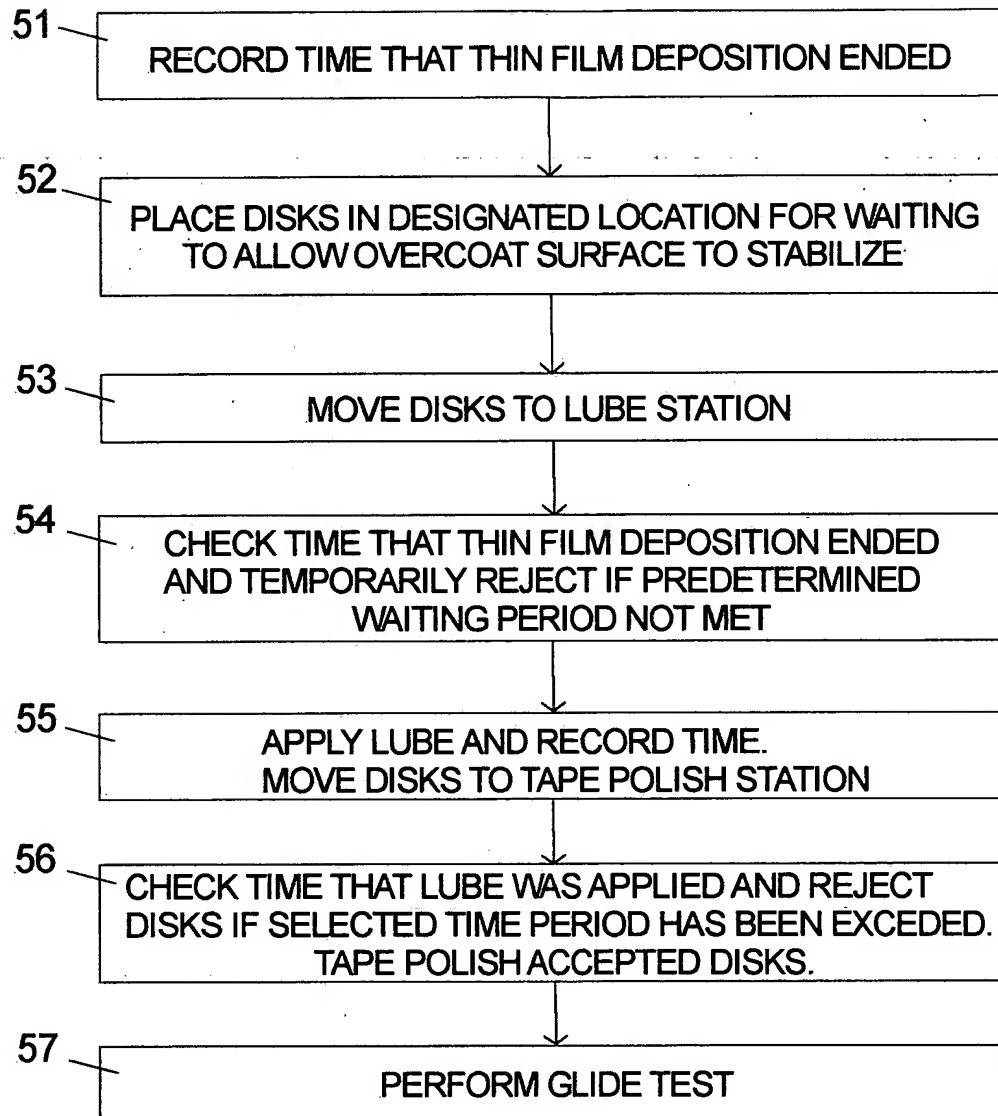 51
RECORD TIME THAT THIN FILM DEPOSITION ENDED
52
PLACE DISKS IN DESIGNATED LOCATION FOR WAITING
TO ALLOW OVERCOAT SURFACE TO STABILIZE
53
MOVE DISKS TO LUBE STATION
54
CHECK TIME THAT THIN FILM DEPOSITION ENDED
AND TEMPORARILY REJECT IF PREDETERMINED
WAITING PERIOD NOT MET
55
APPLY LUBE AND RECORD TIME.
MOVE DISKS TO TAPE POLISH STATION
56
CHECK TIME THAT LUBE WAS APPLIED AND REJECT
DISKS IF SELECTED TIME PERIOD HAS BEEN EXCEDED.
TAPE POLISH ACCEPTED DISKS.
57
PERFORM GLIDE TEST